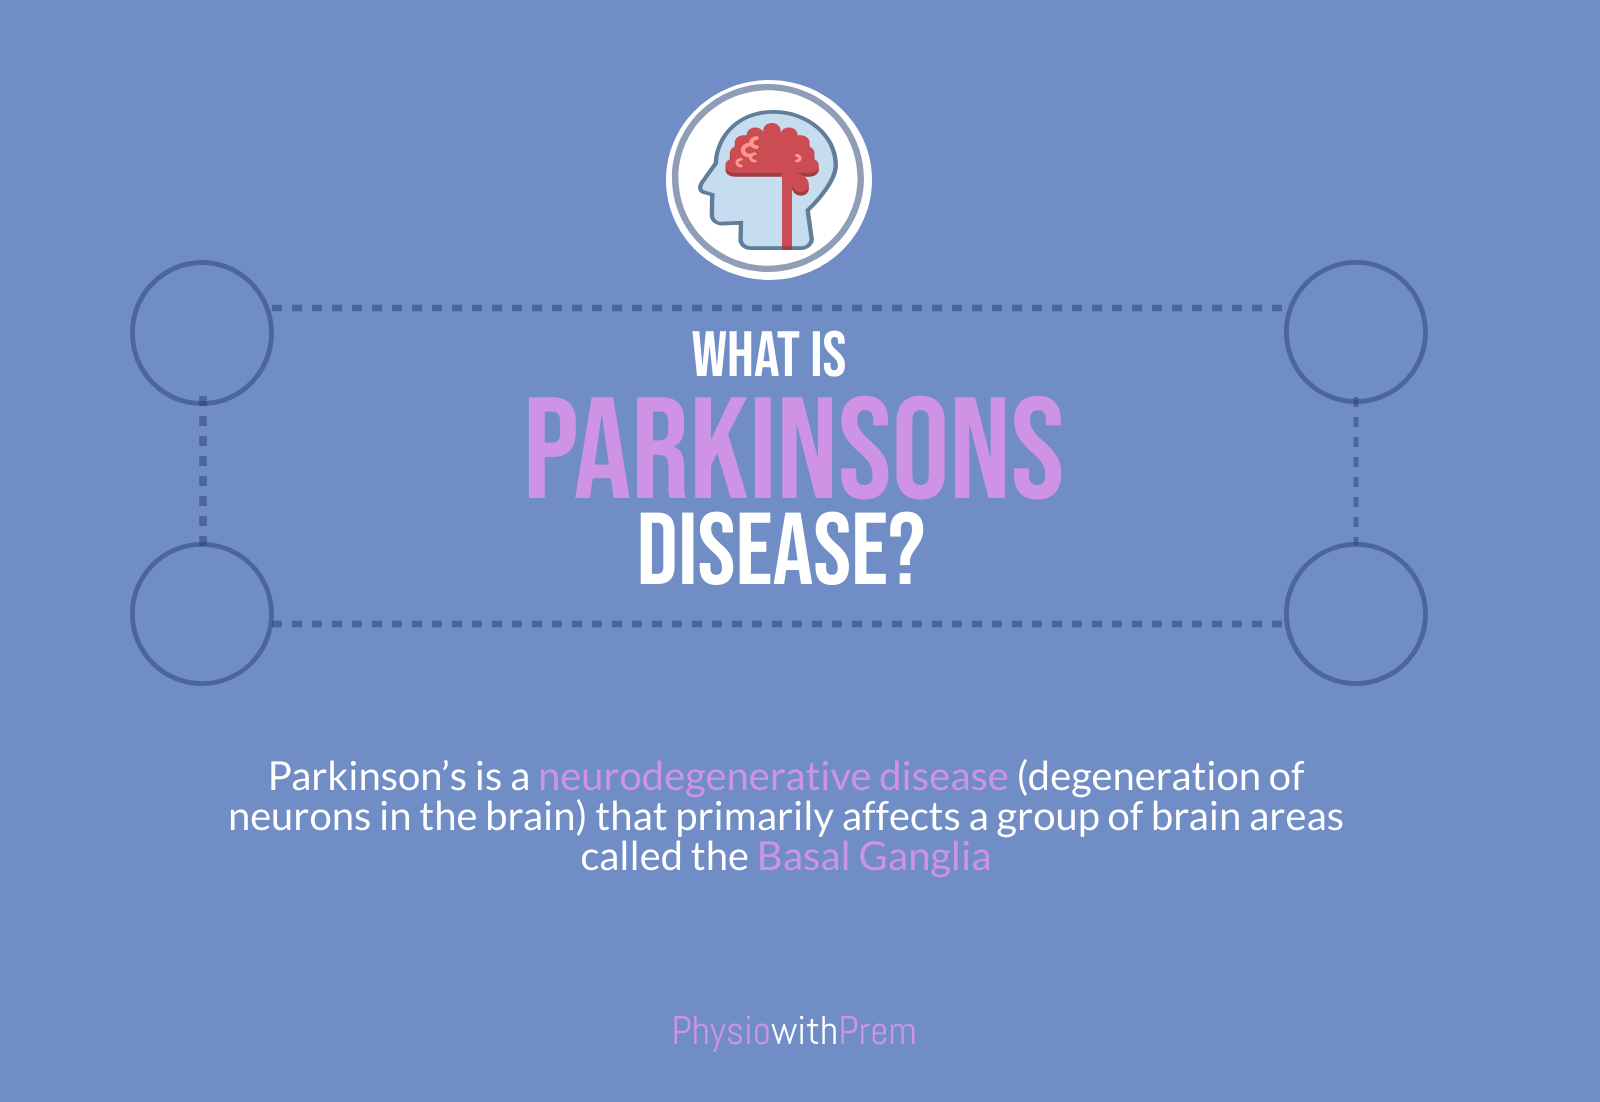 WHAT IS
PARKINSONS
DISEASE?
Parkinson’s is a neurodegenerative disease (degeneration of
neurons in the brain) that primarily affects a group of brain areas
called the Basal Ganglia
PhysiowithPrem